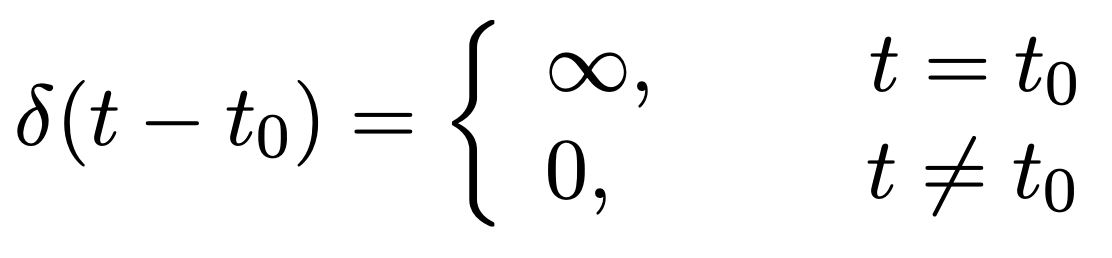 δ(t − t₀) = { ∞, t = t₀
0, t ≠ t₀